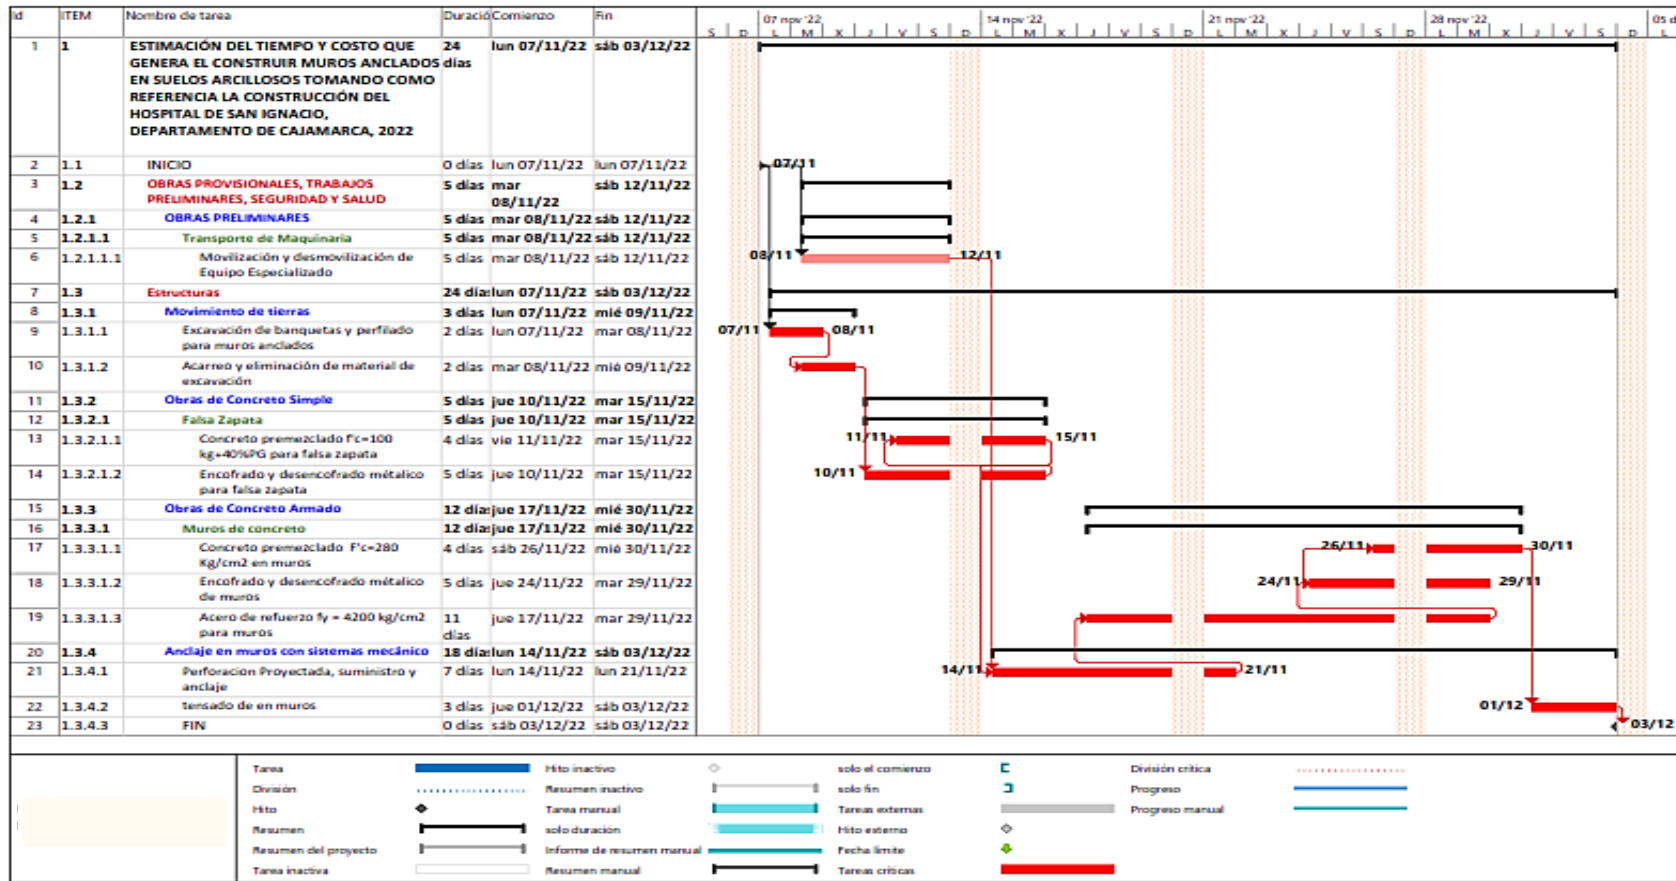 Id ITEM Nombre de tarea Duració Comienzo Fin 07 nov '22 14 nov '22 21 nov '22 28 nov '22 05 d
S D L M X J V S D L M X J V S D L M X J V S D L M X J V S D L
1 1 ESTIMACIÓN DEL TIEMPO Y COSTO QUE 24 lun 07/11/22 sáb 03/12/22
GENERA EL CONSTRUIR MUROS ANCLADOS días
EN SUELOS ARCILLOSOS TOMANDO COMO
REFERENCIA LA CONSTRUCCIÓN DEL
HOSPITAL DE SAN IGNACIO,
DEPARTAMENTO DE CAJAMARCA, 2022
2 1.1 INICIO 0 días lun 07/11/22 lun 07/11/22 07/11
3 1.2 OBRAS PROVISIONALES, TRABAJOS 5 días mar sáb 12/11/22
PRELIMINARES, SEGURIDAD Y SALUD 08/11/22
4 1.2.1 OBRAS PRELIMINARES 5 días mar 08/11/22 sáb 12/11/22
5 1.2.1.1 Transporte de Maquinaria 5 días mar 08/11/22 sáb 12/11/22
6 1.2.1.1.1 Movilización y desmovilización de 5 días mar 08/11/22 sáb 12/11/22 08/11 12/11
Equipo Especializado
7 1.3 Estructuras 24 días lun 07/11/22 sáb 03/12/22
8 1.3.1 Movimiento de tierras 3 días lun 07/11/22 mié 09/11/22
9 1.3.1.1 Excavación de banquetas y perfilado 2 días lun 07/11/22 mar 08/11/22 07/11 08/11
para muros anclados
10 1.3.1.2 Acarreo y eliminación de material de 2 días mar 08/11/22 mié 09/11/22
excavación
11 1.3.2 Obras de Concreto Simple 5 días jue 10/11/22 mar 15/11/22
12 1.3.2.1 Falsa Zapata 5 días jue 10/11/22 mar 15/11/22
13 1.3.2.1.1 Concreto premezclado f'c=100 4 días vie 11/11/22 mar 15/11/22 11/11 15/11
kg+40%PG para falsa zapata
14 1.3.2.1.2 Encofrado y desencofrado métalico 5 días jue 10/11/22 mar 15/11/22 10/11
para falsa zapata
15 1.3.3 Obras de Concreto Armado 12 días jue 17/11/22 mié 30/11/22
16 1.3.3.1 Muros de concreto 12 días jue 17/11/22 mié 30/11/22
17 1.3.3.1.1 Concreto premezclado F'c=280 4 días sáb 26/11/22 mié 30/11/22 26/11 30/11
Kg/cm2 en muros
18 1.3.3.1.2 Encofrado y desencofrado métalico 5 días jue 24/11/22 mar 29/11/22 24/11 29/11
de muros
19 1.3.3.1.3 Acero de refuerzo fy = 4200 kg/cm2 11 jue 17/11/22 mar 29/11/22
para muros días
20 1.3.4 Anclaje en muros con sistemas mecánico 18 días lun 14/11/22 sáb 03/12/22
21 1.3.4.1 Perforacion Proyectada, suministro y 7 días lun 14/11/22 lun 21/11/22 14/11 21/11
anclaje
22 1.3.4.2 tensado de en muros 3 días jue 01/12/22 sáb 03/12/22 01/12
23 1.3.4.3 FIN 0 días sáb 03/12/22 sáb 03/12/22 03/12
Tarea Hito inactivo solo el comienzo División crítica
División Resumen inactivo solo fin Progreso
Hito Tarea manual Tareas externas Progreso manual
Resumen solo duración Hito externo
Resumen del proyecto Informe de resumen manual Fecha límite
Tarea inactiva Resumen manual Tareas críticas